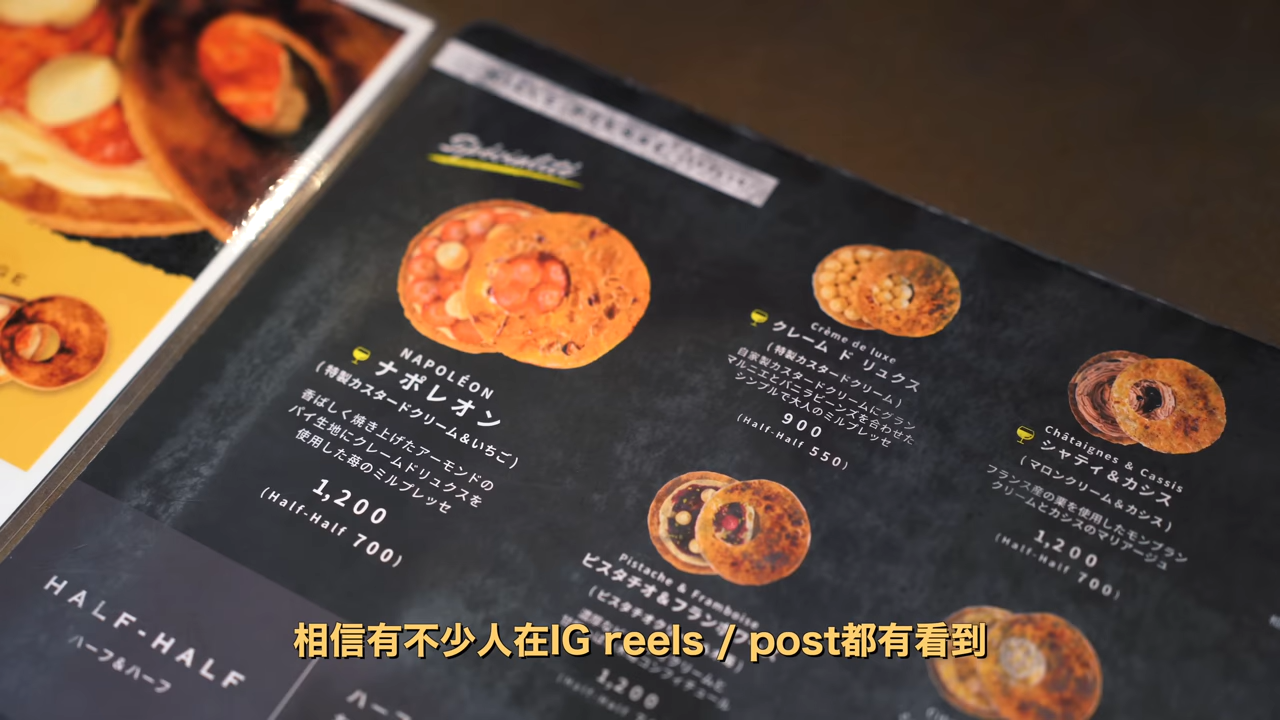 Spécialité
NAPOLÉON
ナポレオン
(特製カスタードクリーム&いちご)
香ばしく焼き上げたアーモンドの
パイ生地にクレームドリュクスを
使用した苺のミルプレッセ
1,200
(Half-Half 700)
Crème de luxe
クレーム ド リュクス
(特製カスタードクリーム)
自家製カスタードクリームにグラン
マルニエとバニラビーンズを合わせた
シンプルで大人のミルプレッセ
900
(Half-Half 550)
Châtaignes & Cassis
シャティ&カシス
(マロンクリーム&カシス)
フランス産の栗を使用したモンブラン
クリームとカシスのマリアージュ
1,200
(Half-Half 700)
Pistache & Framboise
ピスタチオ&フラン
1,200
HALF-HALF
ハーフ&ハーフ
相信有不少人在IG reels / post都有看到